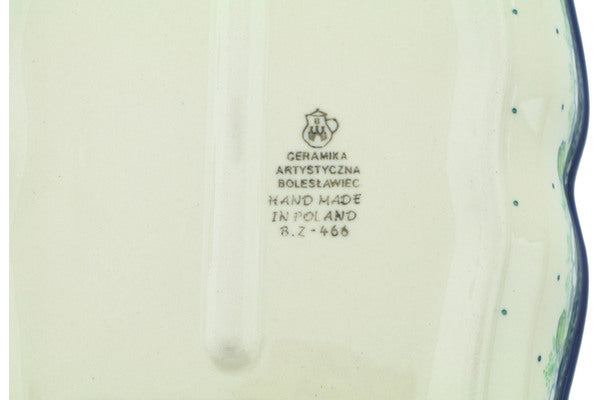 CERAMIKA
ARTYSTYCZNA
BOLESŁAWIEC
HAND MADE
IN POLAND
B.Z - 466